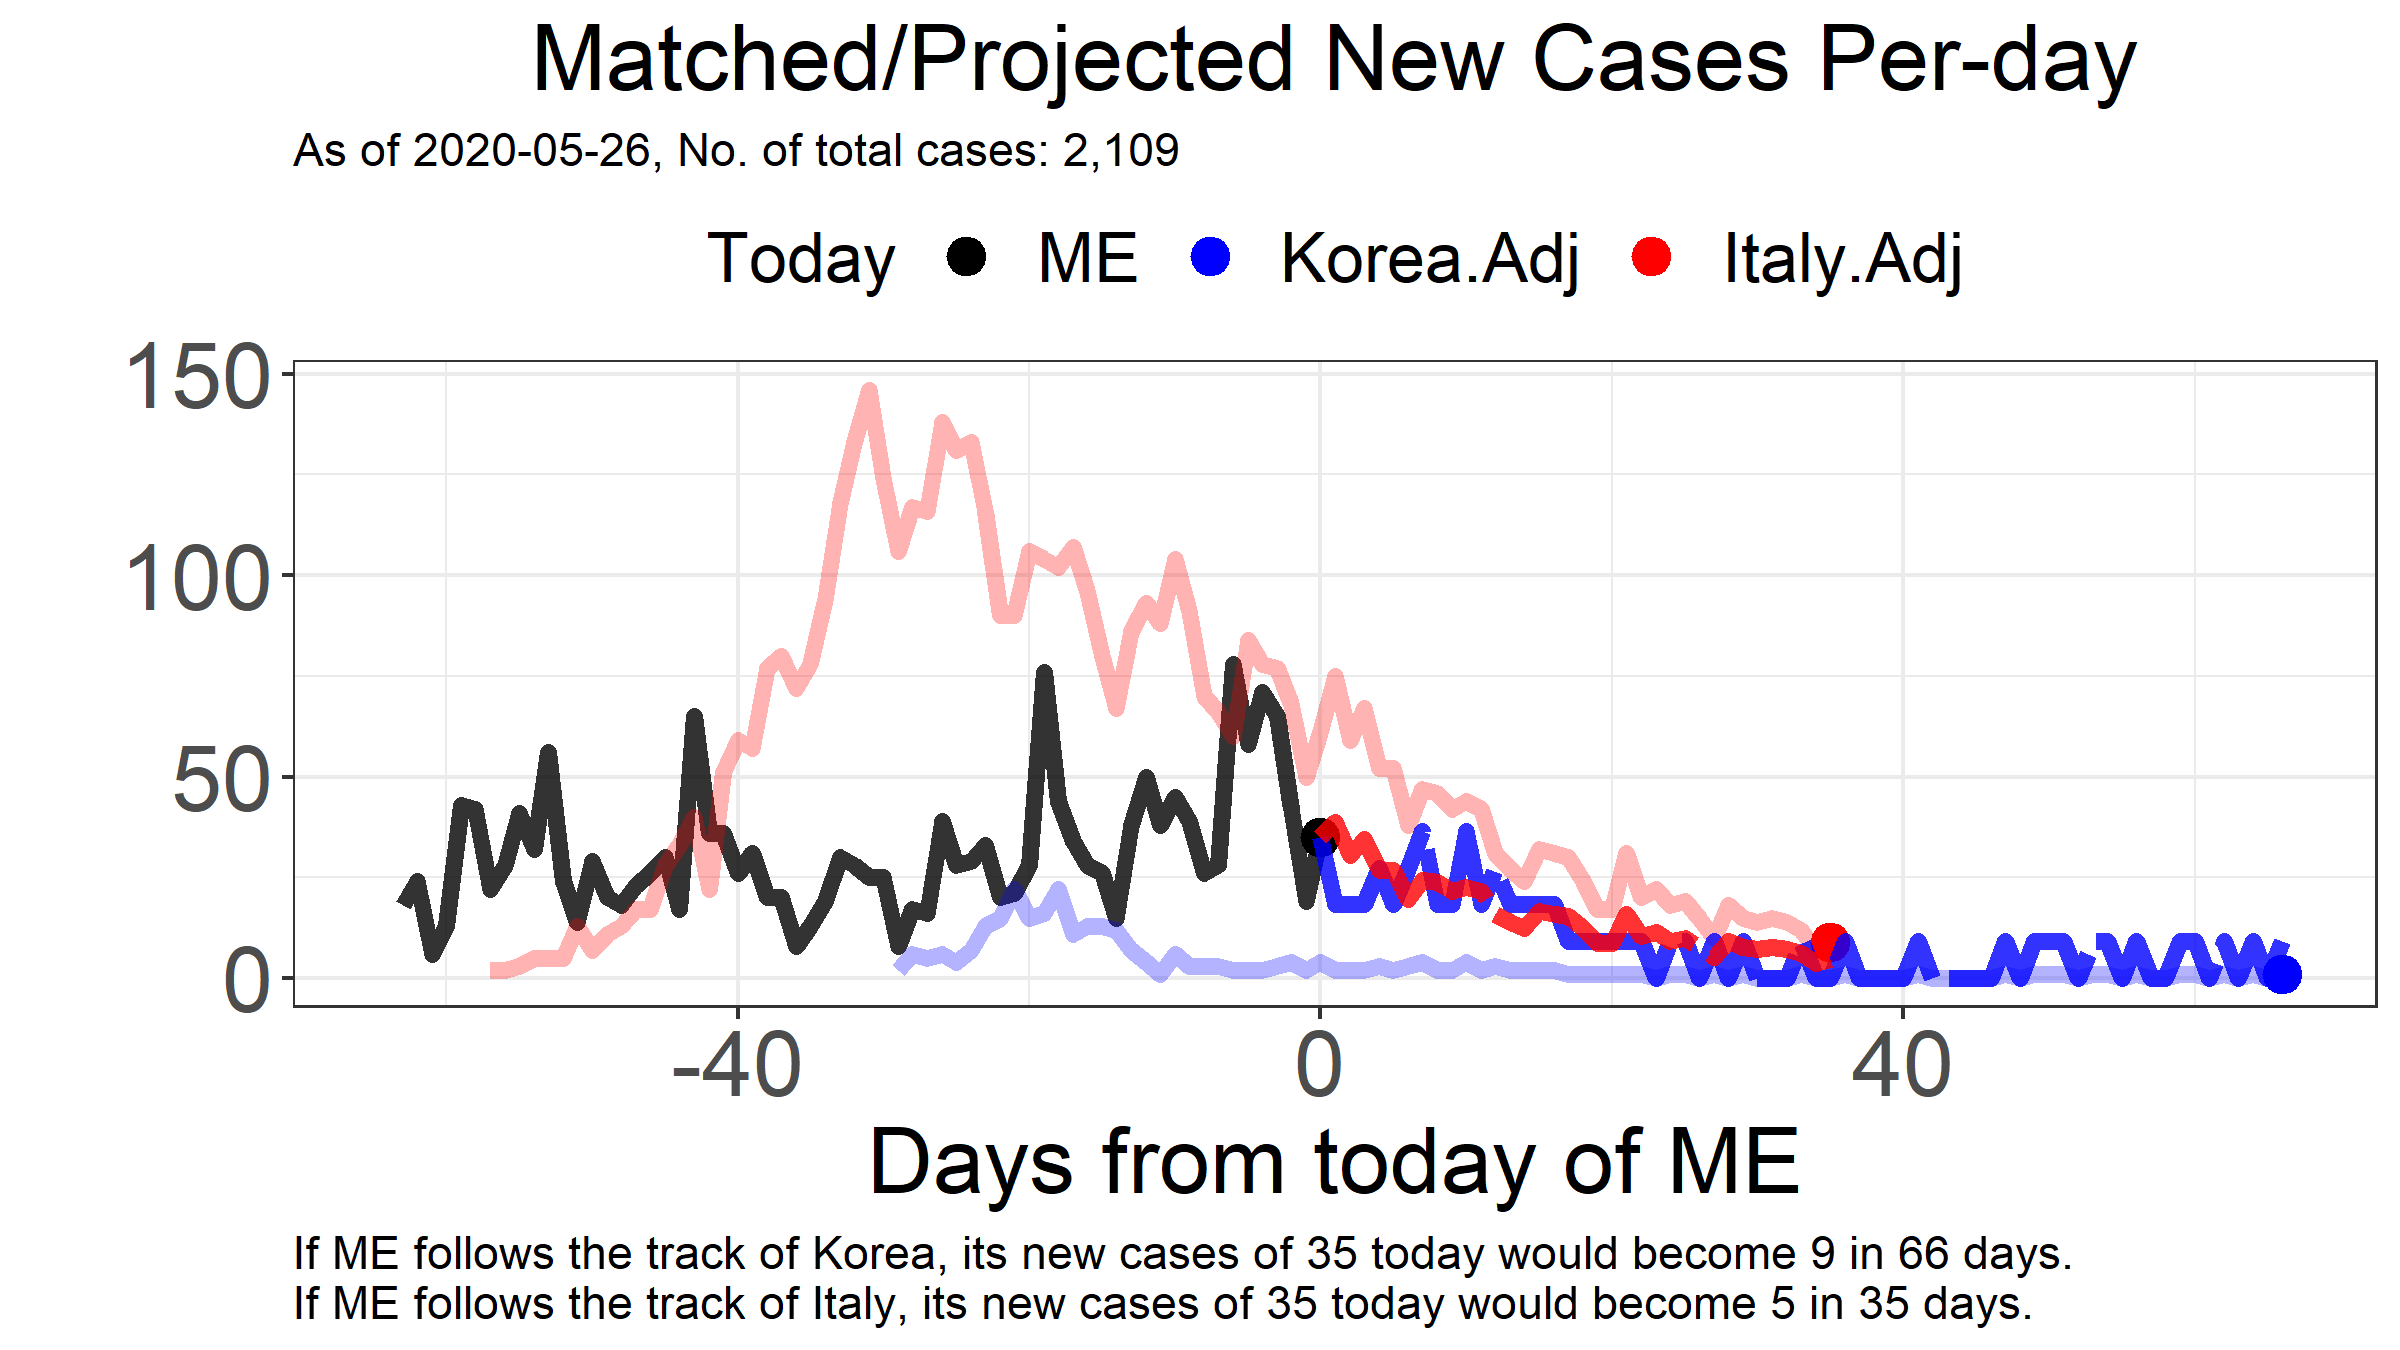 Matched/Projected New Cases Per-day
As of 2020-05-26, No. of total cases: 2,109
Today ME Korea.Adj Italy.Adj
150
100
50
0
-40 0 40
Days from today of ME
If ME follows the track of Korea, its new cases of 35 today would become 9 in 66 days.
If ME follows the track of Italy, its new cases of 35 today would become 5 in 35 days.